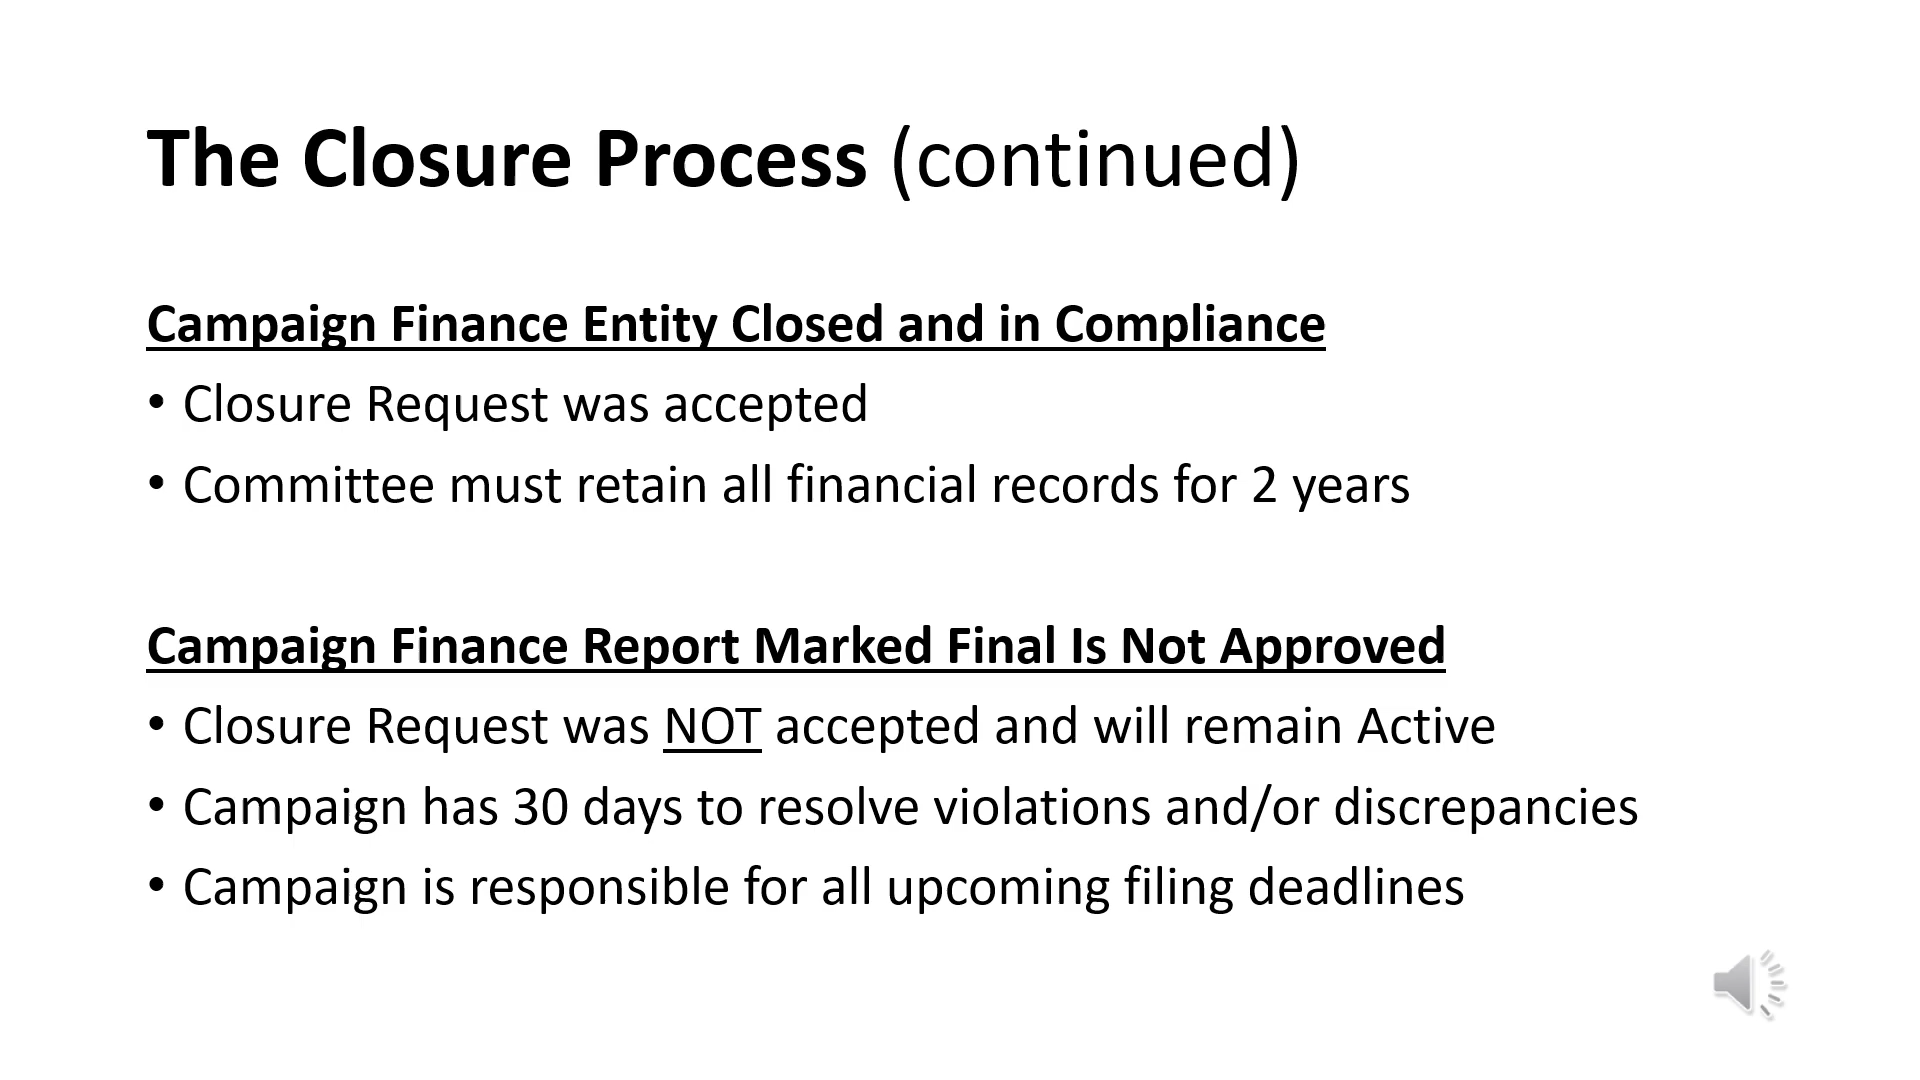 The Closure Process (continued)
Campaign Finance Entity Closed and in Compliance
• Closure Request was accepted
• Committee must retain all financial records for 2 years
Campaign Finance Report Marked Final Is Not Approved
• Closure Request was NOT accepted and will remain Active
• Campaign has 30 days to resolve violations and/or discrepancies
• Campaign is responsible for all upcoming filing deadlines